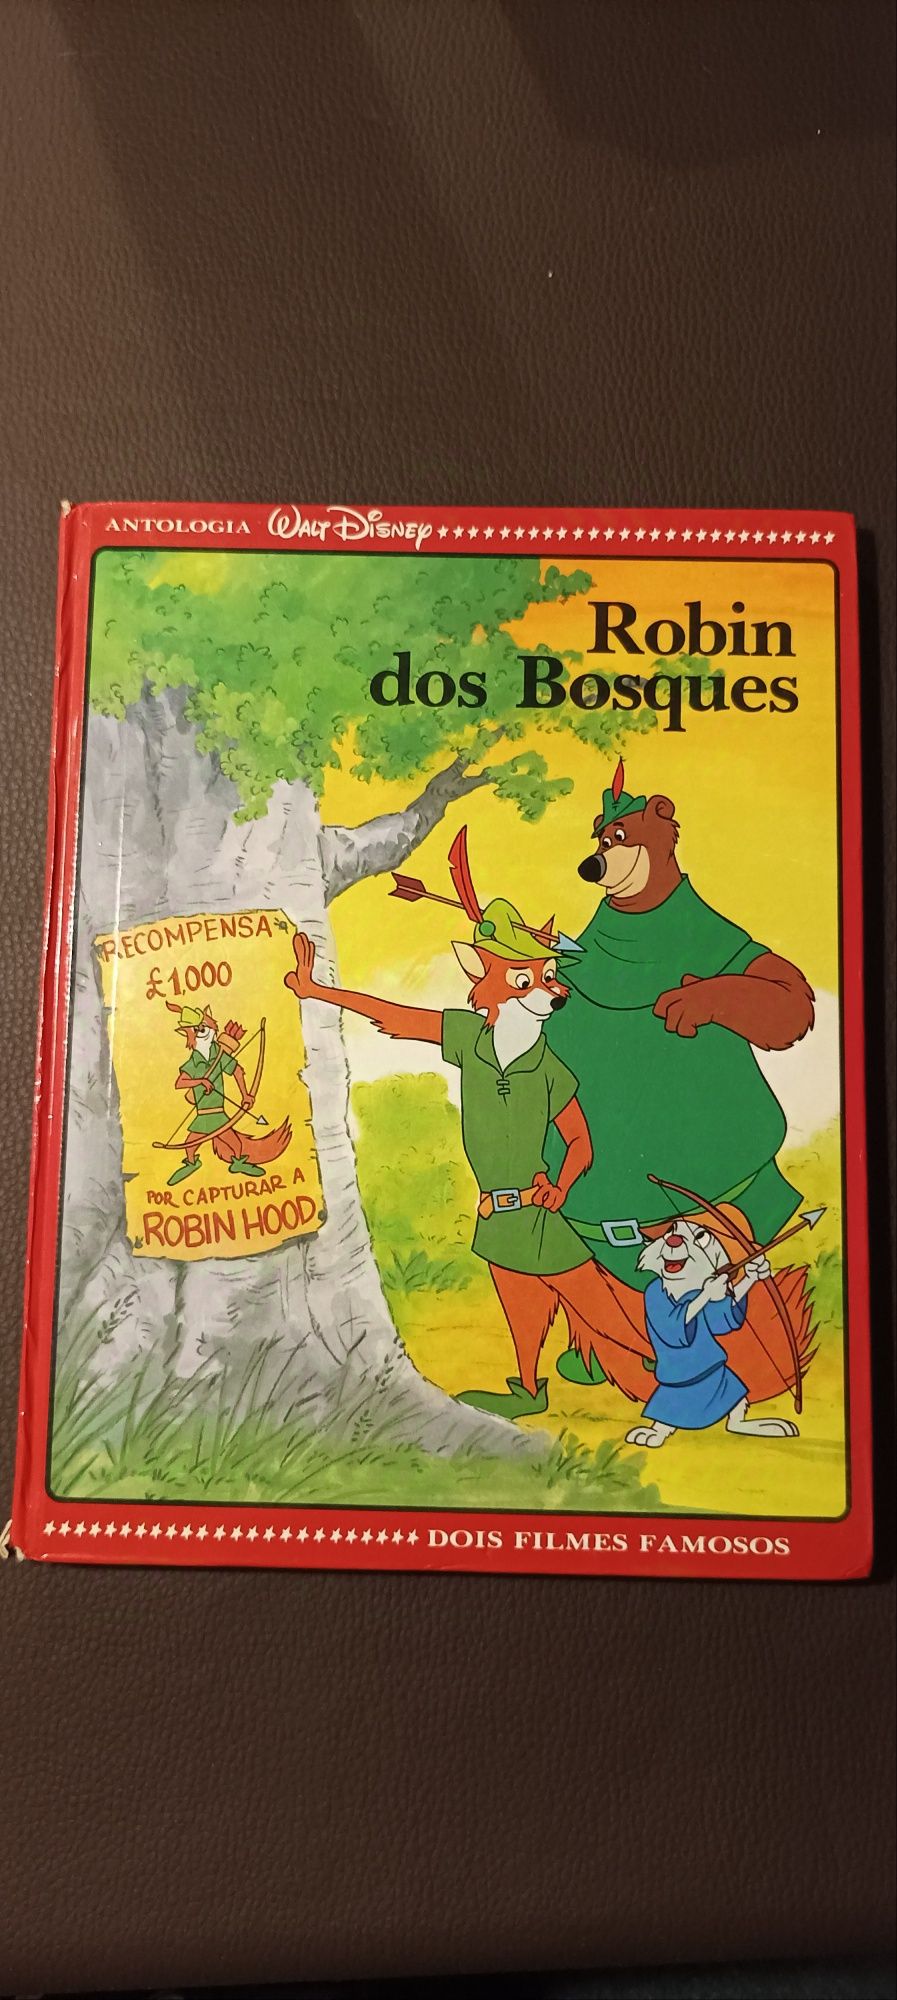 ANTOLOGIA Walt Disney
Robin
dos Bosques
RECOMPENSA
£1,000
POR CAPTURAR A
ROBIN HOOD
DOIS FILMES FAMOSOS